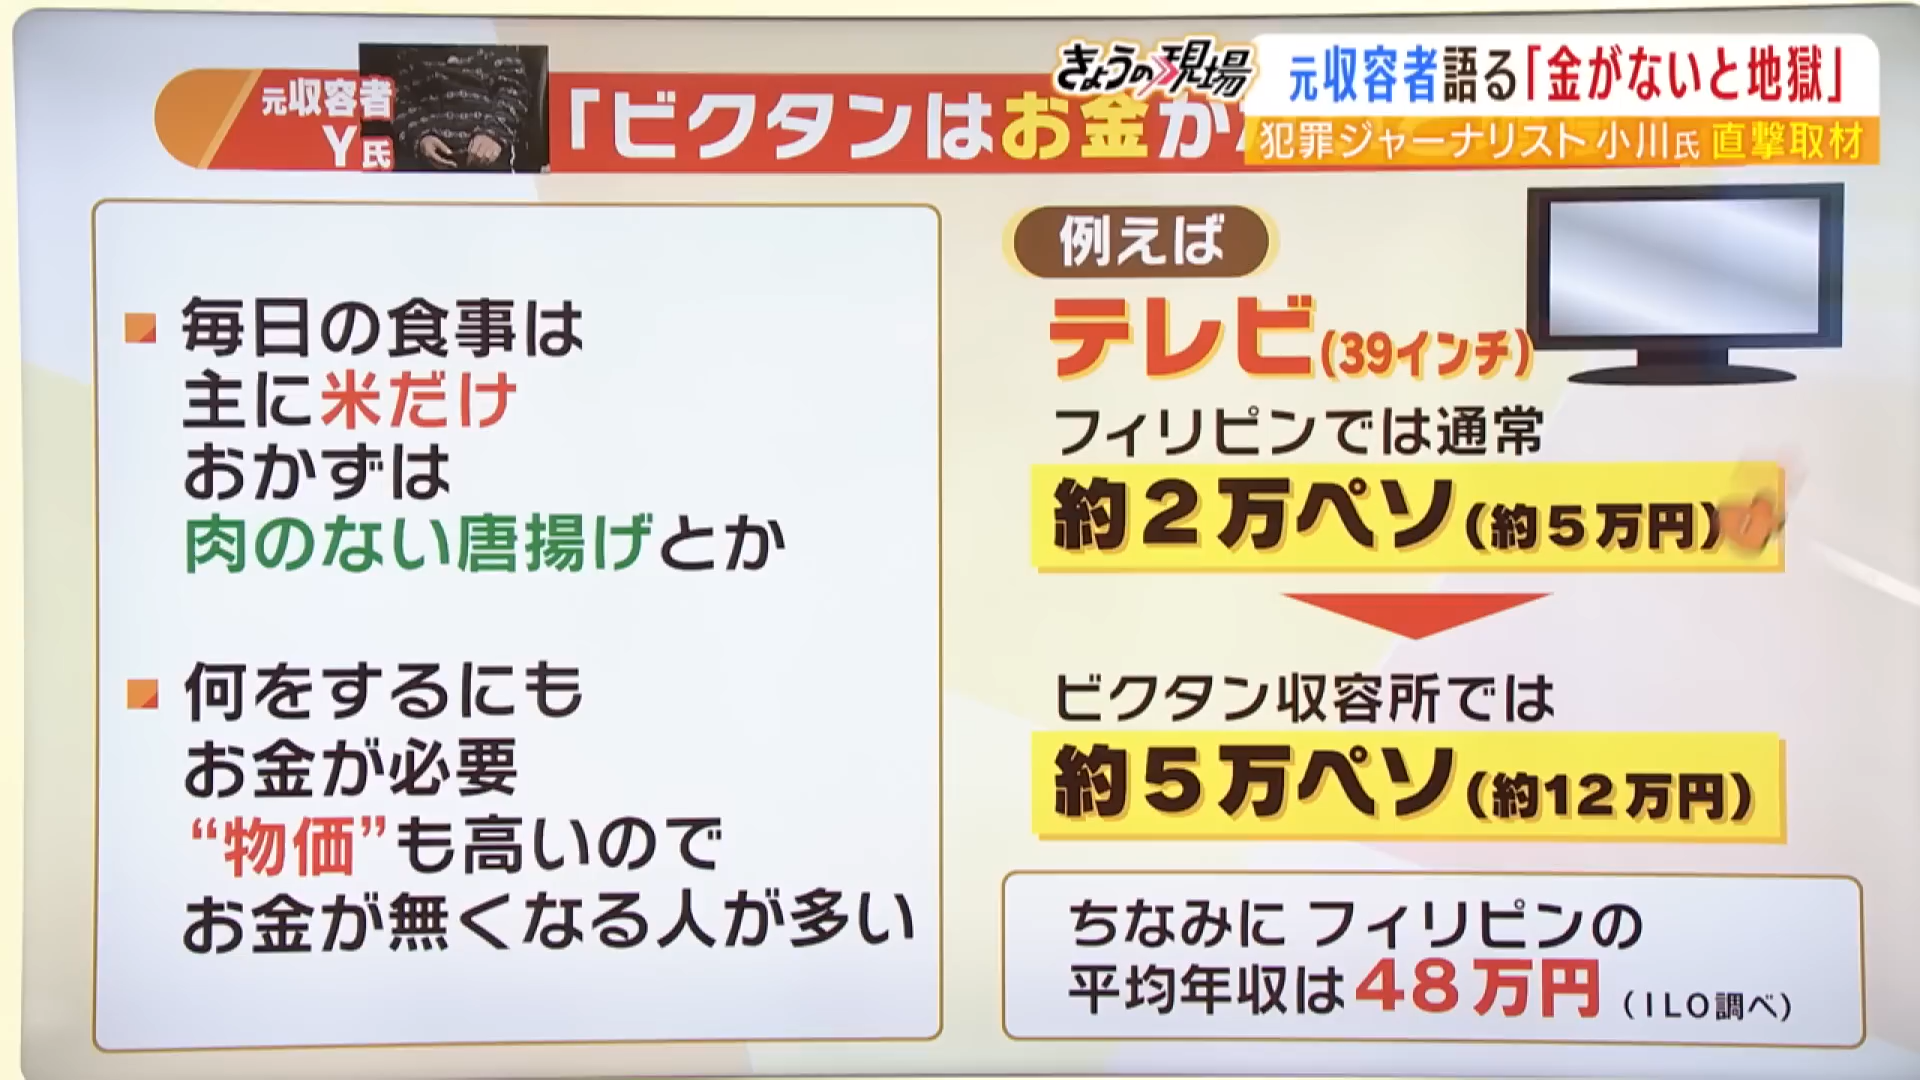 きょうの現場
元収容者語る「金がないと地獄」
犯罪ジャーナリスト 小川氏 直撃取材
元収容者
Y氏
「ビクタンはお金が
毎日の食事は
主に米だけ
おかずは
肉のない唐揚げとか
何をするにも
お金が必要
“物価”も高いので
お金が無くなる人が多い
例えば
テレビ(39インチ)
フィリピンでは通常
約2万ペソ(約5万円)
ビクタン収容所では
約5万ペソ(約12万円)
ちなみに フィリピンの
平均年収は48万円 (ILO調べ)